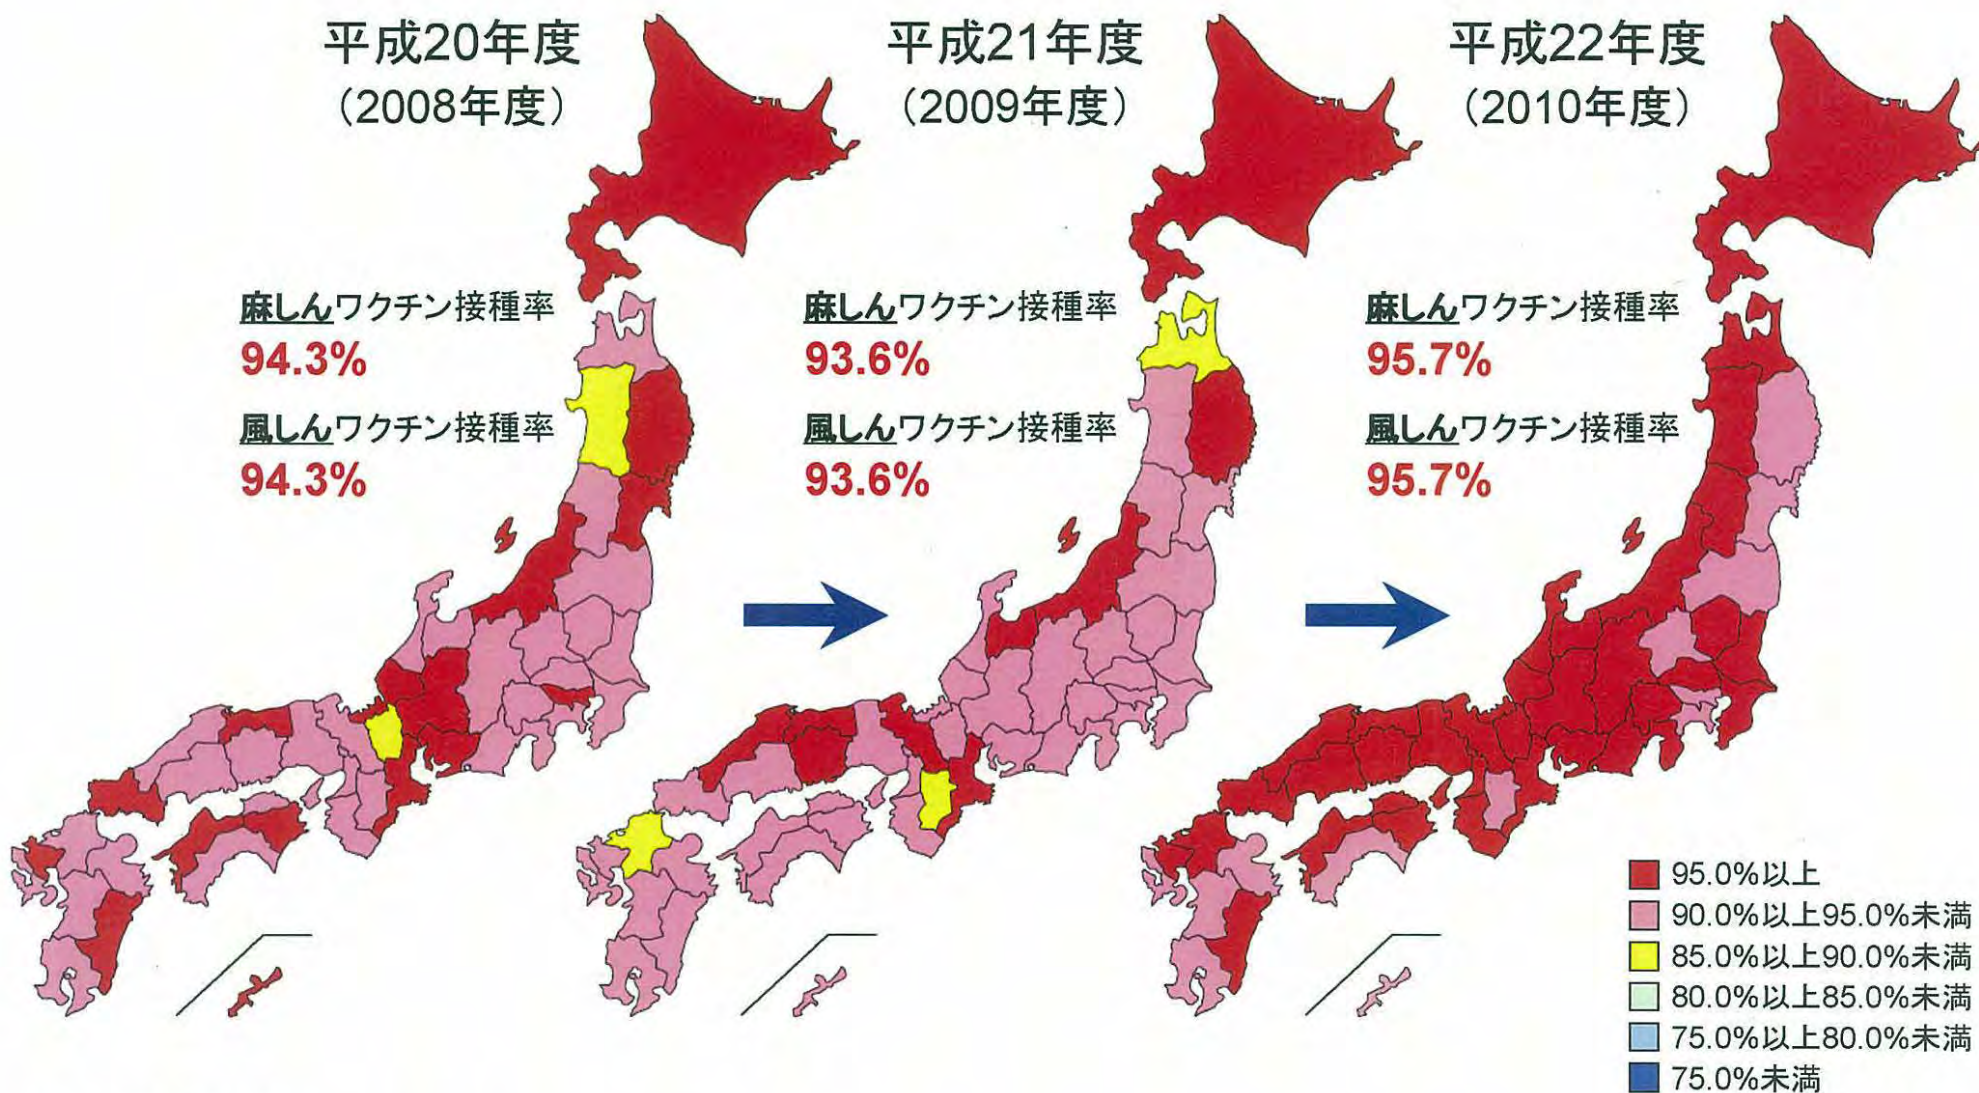 平成20年度
(2008年度)
麻しんワクチン接種率
94.3%
風しんワクチン接種率
94.3%
平成21年度
(2009年度)
麻しんワクチン接種率
93.6%
風しんワクチン接種率
93.6%
平成22年度
(2010年度)
麻しんワクチン接種率
95.7%
風しんワクチン接種率
95.7%
95.0%以上
90.0%以上95.0%未満
85.0%以上90.0%未満
80.0%以上85.0%未満
75.0%以上80.0%未満
75.0%未満